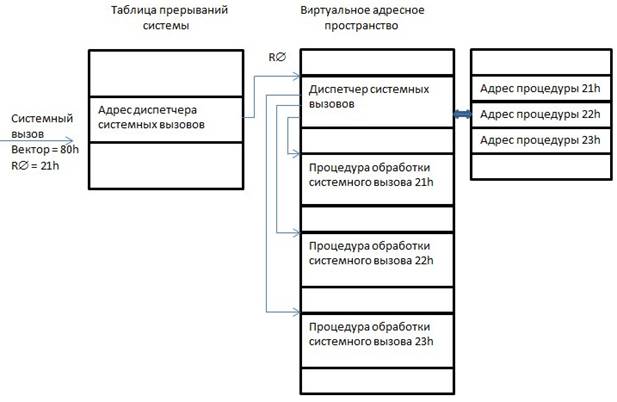 Таблица прерываний
системы
Виртуальное адресное
пространство
R∅
Системный
вызов
Вектор = 80h
R∅ = 21h
Адрес диспетчера
системных вызовов
Диспетчер системных
вызовов
Процедура обработки
системного вызова 21h
Процедура обработки
системного вызова 22h
Процедура обработки
системного вызова 23h
Адрес процедуры 21h
Адрес процедуры 22h
Адрес процедуры 23h